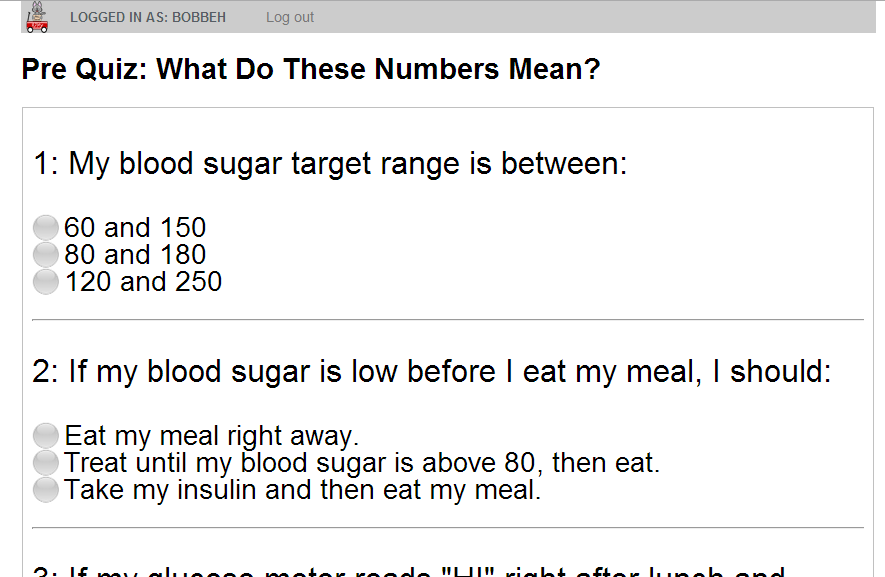 LOGGED IN AS: BOBBEH Log out
Pre Quiz: What Do These Numbers Mean?
1: My blood sugar target range is between:
60 and 150
80 and 180
120 and 250
2: If my blood sugar is low before I eat my meal, I should:
Eat my meal right away.
Treat until my blood sugar is above 80, then eat.
Take my insulin and then eat my meal.
3: If my glucose meter reads "HI" right after lunch and